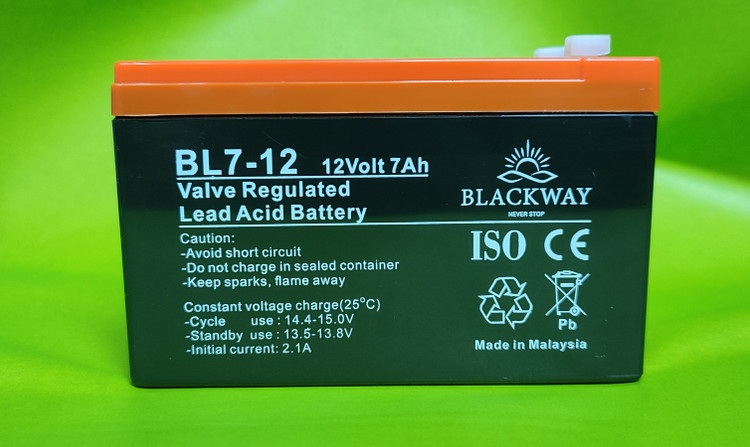 BL7-12 12Volt 7Ah
Valve Regulated
Lead Acid Battery
Caution:
-Avoid short circuit
-Do not charge in sealed container
-Keep sparks, flame away
Constant voltage charge(25°C)
-Cycle use : 14.4-15.0V
-Standby use : 13.5-13.8V
-Initial current: 2.1A
BLACKWAY
NEVER STOP
ISO CE
Pb
Made in Malaysia